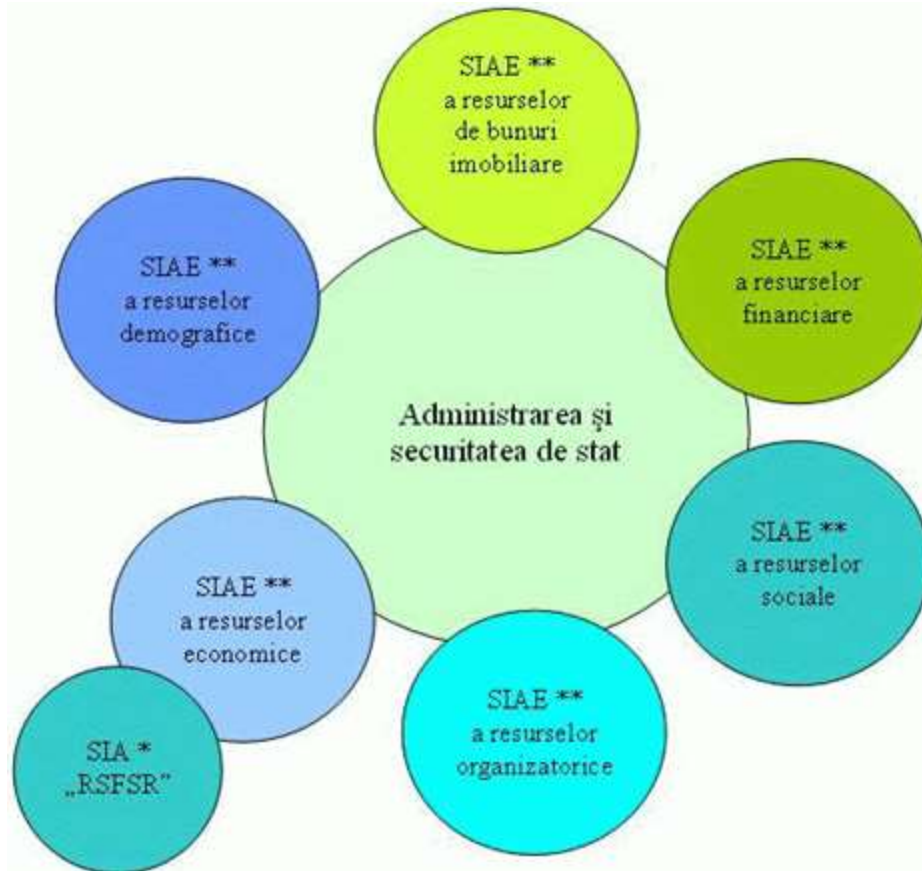 SIAE **
a resurselor
de bunuri
imobiliare
SIAE **
a resurselor
financiare
SIAE **
a resurselor
demografice
Administrarea şi
securitatea de stat
SIAE **
a resurselor
sociale
SIAE **
a resurselor
economice
SIAE **
a resurselor
organizatorice
SIA *
„RSFSR”